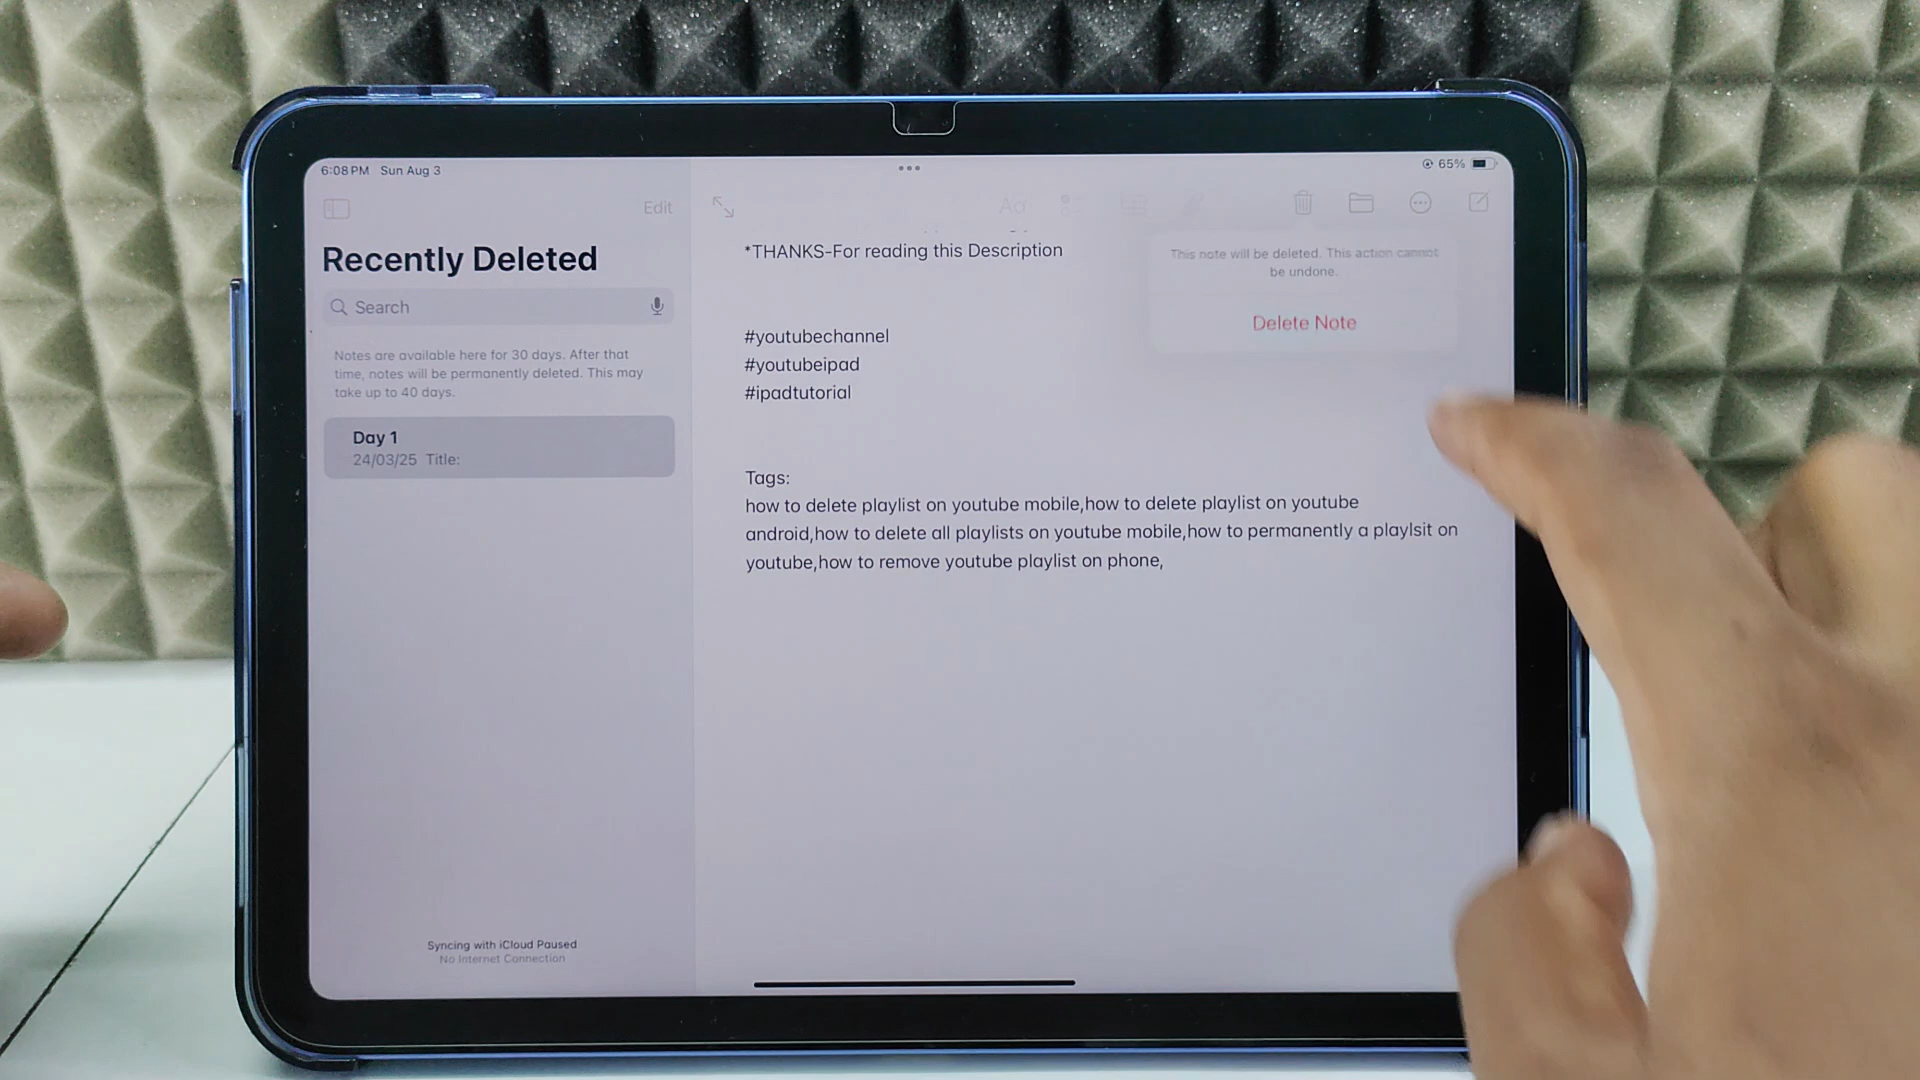 6:08 PM Sun Aug 3
65%
Edit
Aa
Recently Deleted
Search
Notes are available here for 30 days. After that
time, notes will be permanently deleted. This may
take up to 40 days.
Day 1
24/03/25 Title:
Syncing with iCloud Paused
No Internet Connection
*THANKS-For reading this Description
#youtubechannel
#youtubeipad
#ipadtutorial
Tags:
how to delete playlist on youtube mobile,how to delete playlist on youtube
android,how to delete all playlists on youtube mobile,how to permanently a playlsit on
youtube,how to remove youtube playlist on phone,
This note will be deleted. This action cannot
be undone.
Delete Note